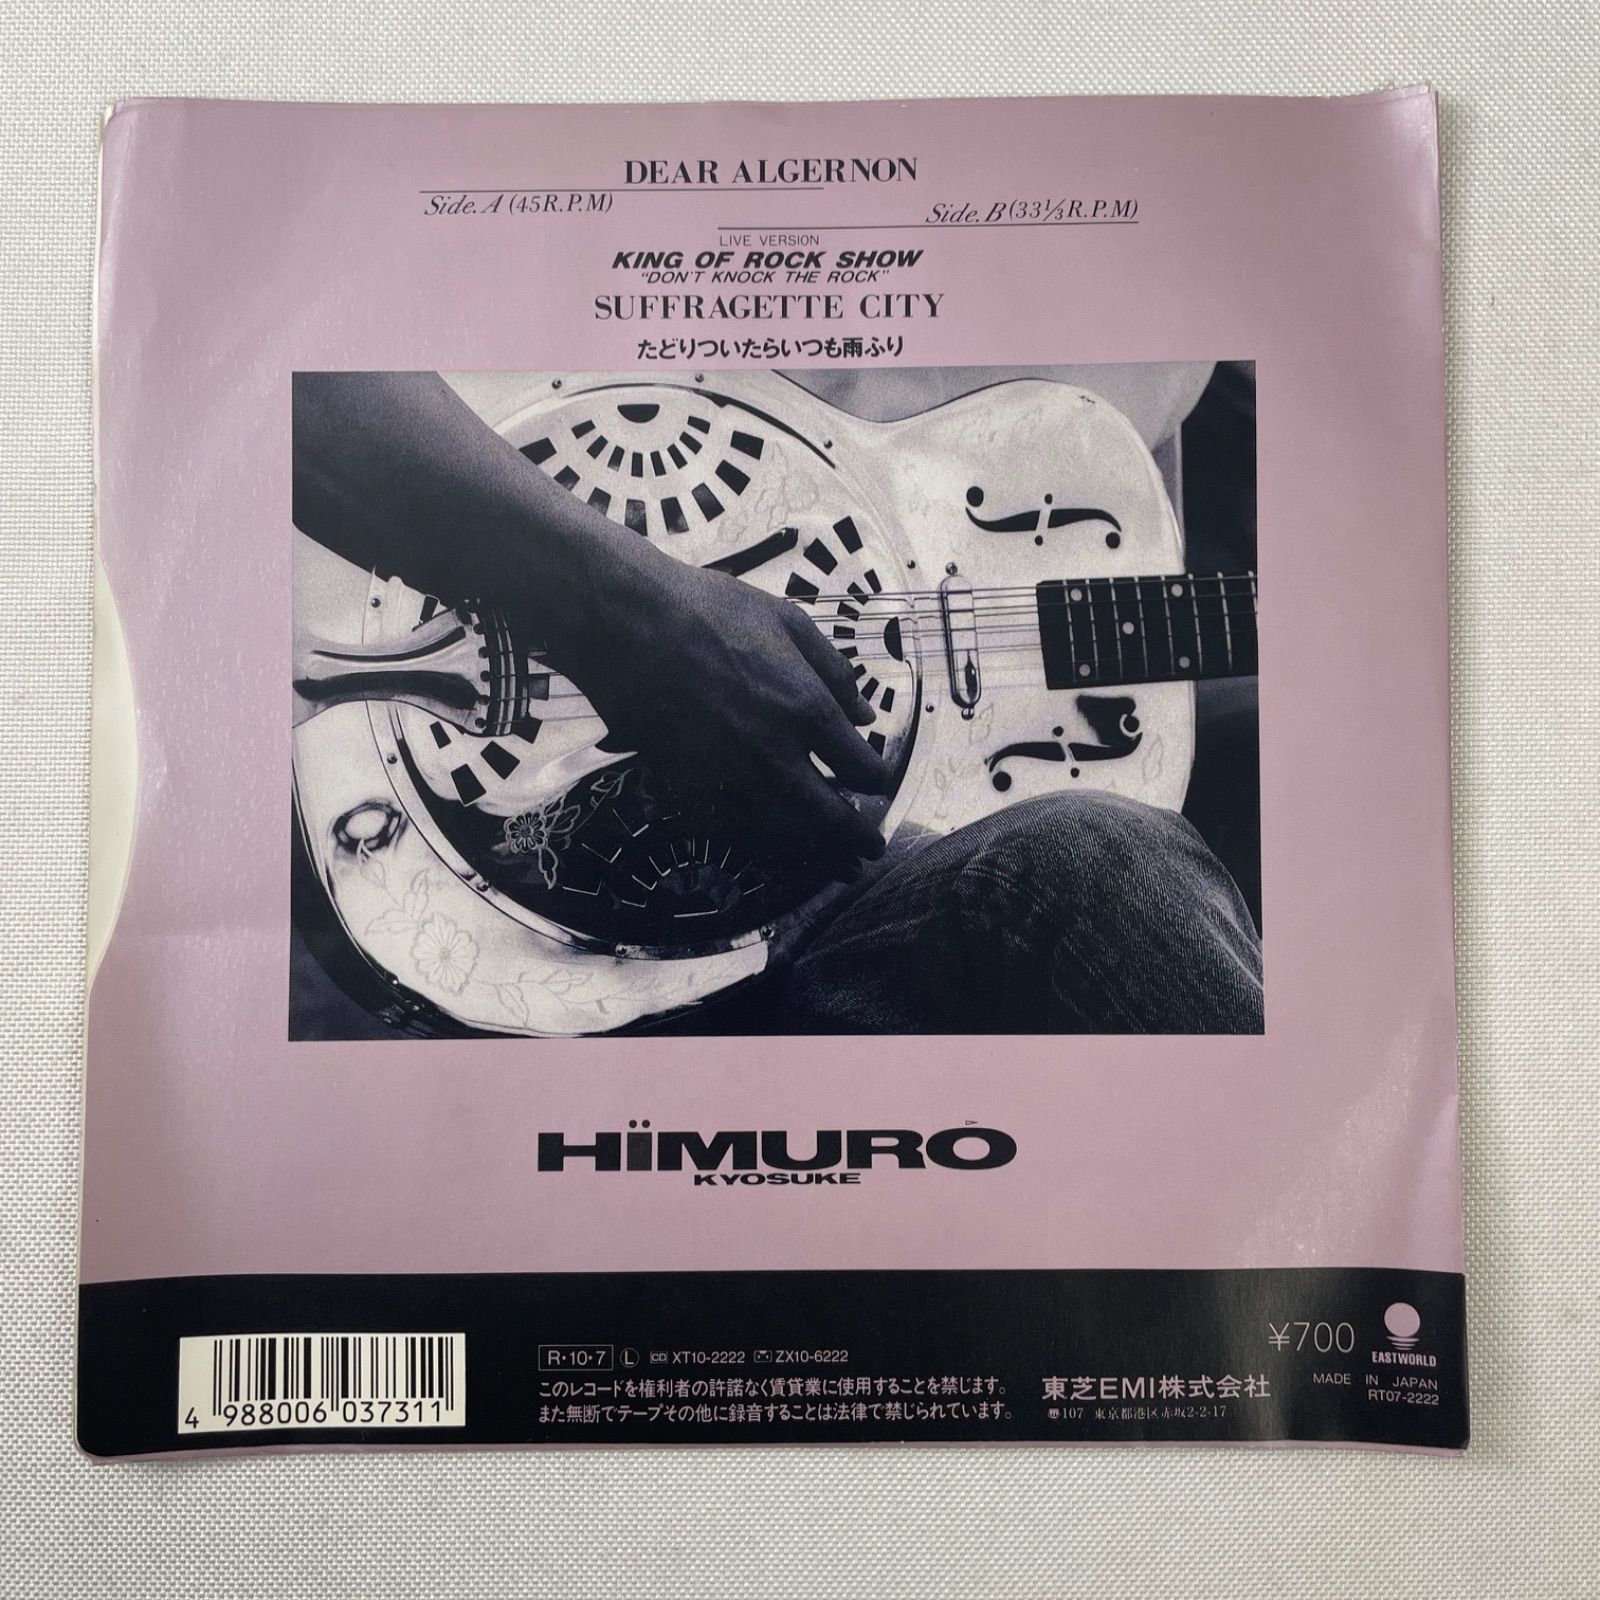 DEAR ALGERNON
Side. A (45R.P.M)
Side. B (33⅓R.P.M)
LIVE VERSION
KING OF ROCK SHOW
"DON'T KNOCK THE ROCK"
SUFFRAGETTE CITY
たどりついたらいつも雨ふり
HÏMURO
KYOSUKE
4 988006 037311
R・10・7 Ⓛ CD XT10-2222 ZX10-6222
このレコードを権利者の許諾なく賃貸業に使用することを禁じます。
また無断でテープその他に録音することは法律で禁じられています。
東芝EMI株式会社
〠107 東京都港区赤坂2-2-17
¥700
EASTWORLD
MADE IN JAPAN
RT07-2222